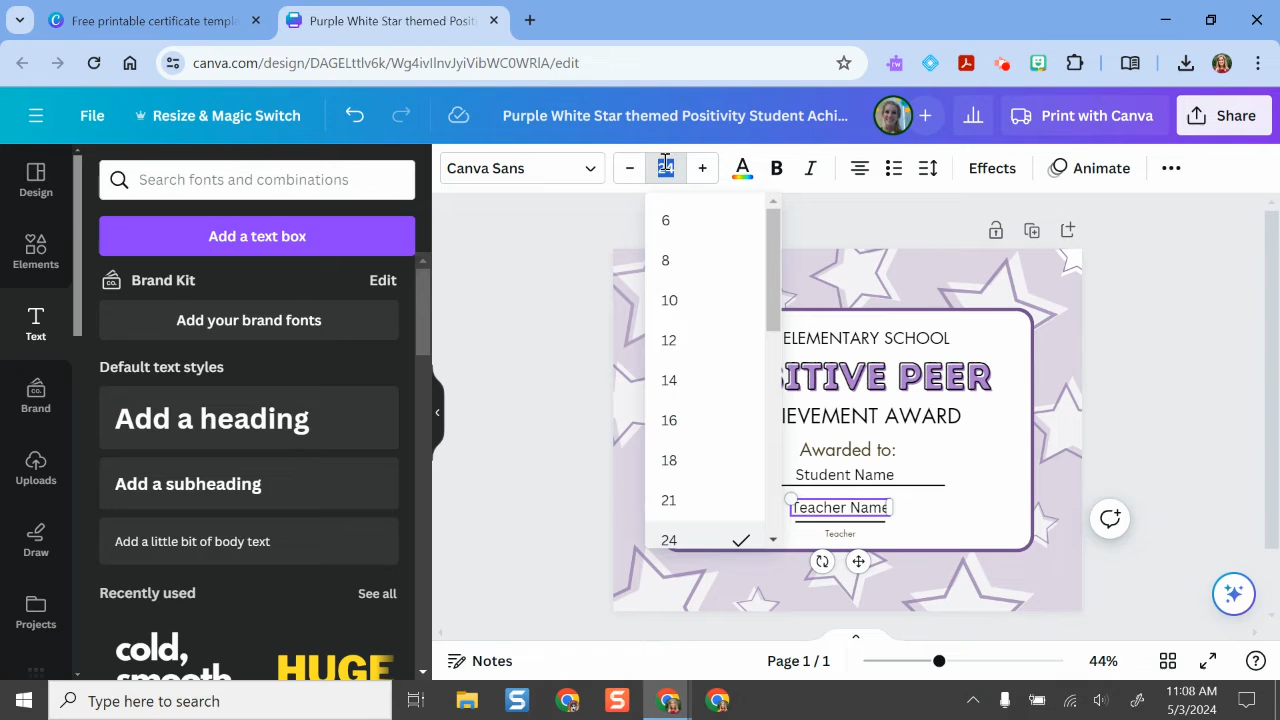 Free printable certificate templ
Purple White Star themed Posit
canva.com/design/DAGELttlv6k/Wg4ivIlnvJyiVibWC0WRlA/edit
File
Resize & Magic Switch
Purple White Star themed Positivity Student Achi...
Print with Canva
Share
Design
Elements
Text
Brand
Uploads
Draw
Projects
Search fonts and combinations
Add a text box
Brand Kit
Edit
Add your brand fonts
Default text styles
Add a heading
Add a subheading
Add a little bit of body text
Recently used
See all
cold,
smooth
HUGE
Canva Sans
24
Effects
Animate
6
8
10
12
14
16
18
21
24
ELEMENTARY SCHOOL
ITIVE PEER
IEVEMENT AWARD
Awarded to:
Student Name
Teacher Name
Teacher
Notes
Page 1 / 1
44%
Type here to search
11:08 AM
5/3/2024